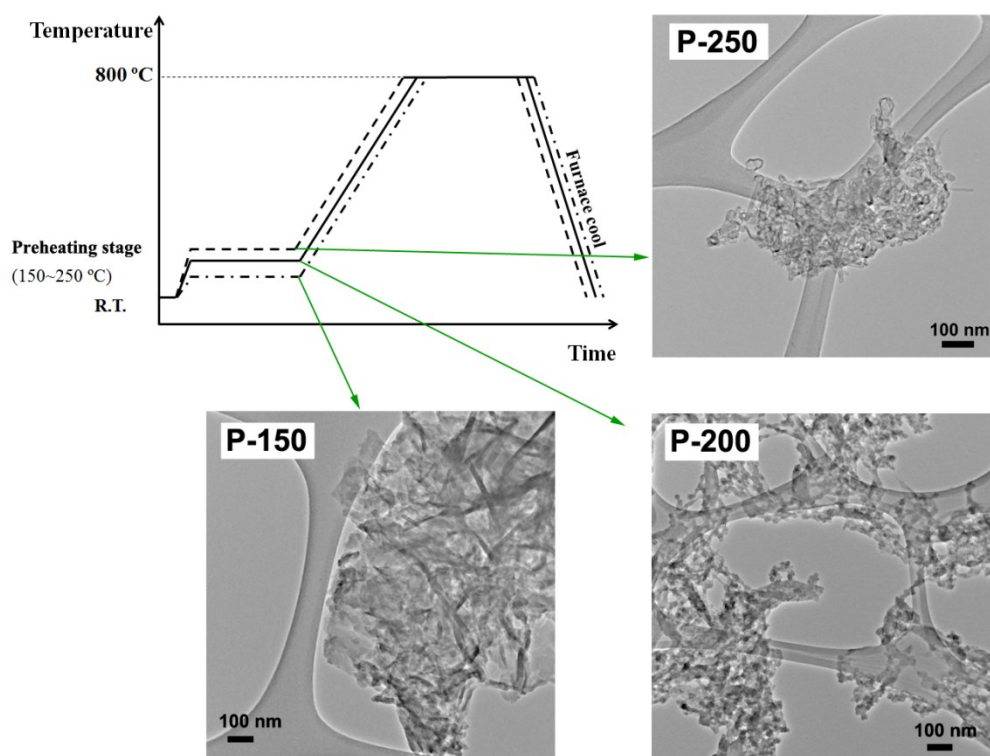 Temperature
800 ºC
Preheating stage
(150~250 ºC)
R.T.
Furnace cool
Time
P-250
100 nm
P-150
100 nm
P-200
100 nm